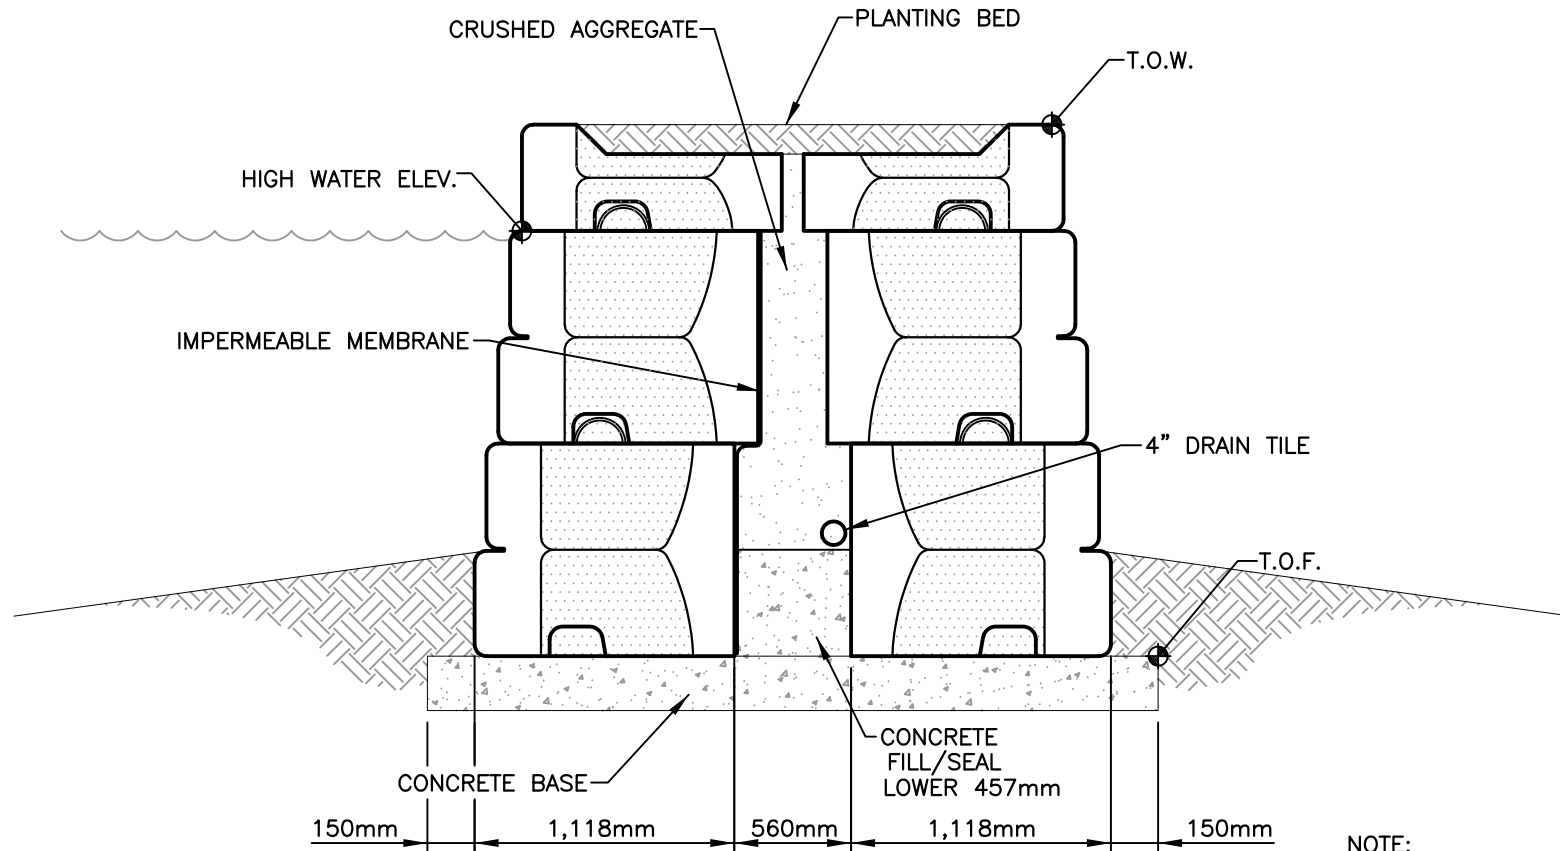 PLANTING BED
CRUSHED AGGREGATE
T.O.W.
HIGH WATER ELEV.
IMPERMEABLE MEMBRANE
4" DRAIN TILE
T.O.F.
CONCRETE
FILL/SEAL
LOWER 457mm
CONCRETE BASE
150mm 1,118mm 560mm 1,118mm 150mm
NOTE: